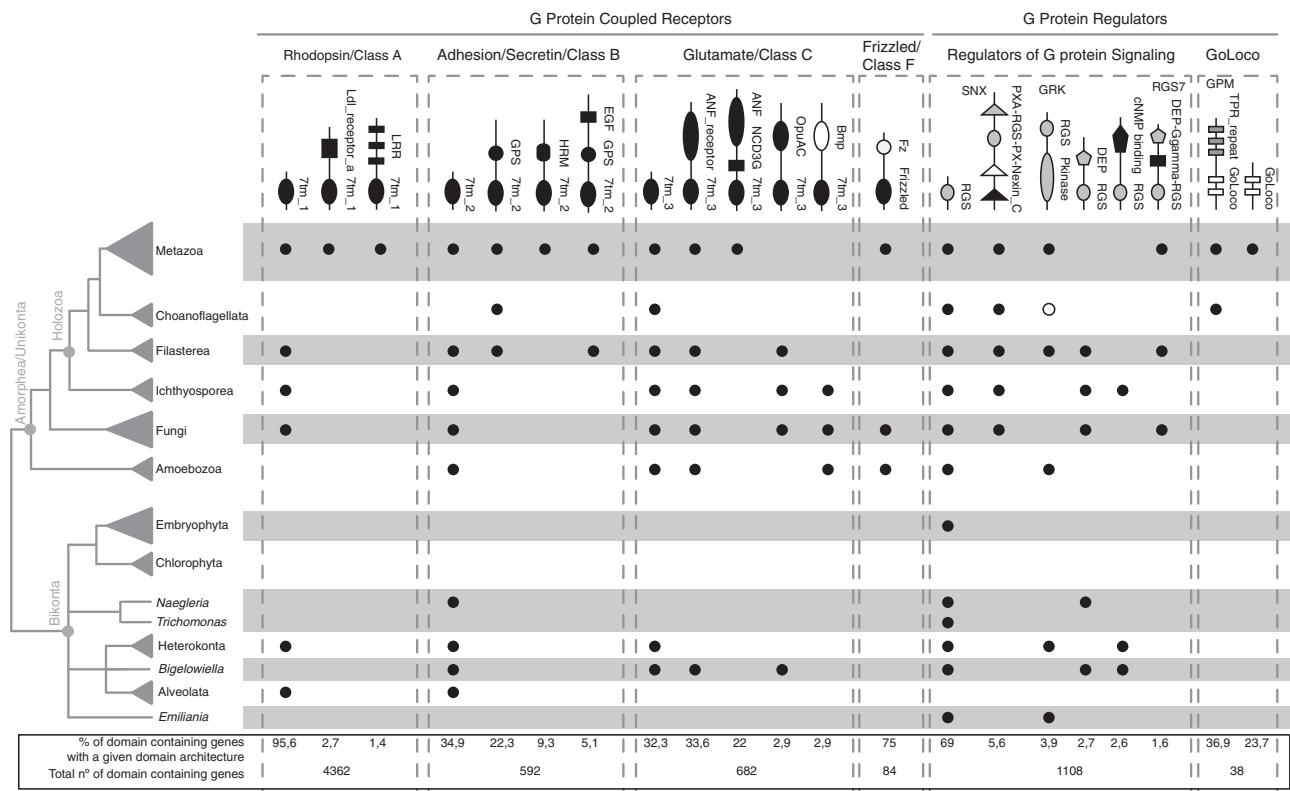 G Protein Coupled Receptors
G Protein Regulators
Rhodopsin/Class A
Adhesion/Secretin/Class B
Glutamate/Class C
Frizzled/
Class F
Regulators of G protein Signaling
GoLoco
7tm_1
Ldl_receptor_a 7tm_1
LRR 7tm_1
7tm_2
GPS 7tm_2
HRM 7tm_2
EGF GPS 7tm_2
7tm_3
ANF_receptor 7tm_3
ANF NCD3G 7tm_3
OpuAC 7tm_3
Bmp 7tm_3
Fz Frizzled
RGS
SNX
PXA-RGS-PX-Nexin_C
GRK
RGS Pkinase
DEP RGS
cNMP binding RGS
RGS7
DEP-Ggamma-RGS
GPM
TPR_repeat GoLoco
GoLoco
Amorphea/Unikonta
Holozoa
Bikonta
Metazoa
Choanoflagellata
Filasterea
Ichthyosporea
Fungi
Amoebozoa
Embryophyta
Chlorophyta
Naegleria
Trichomonas
Heterokonta
Bigelowiella
Alveolata
Emiliania
% of domain containing genes 95,6 2,7 1,4 34,9 22,3 9,3 5,1 32,3 33,6 22 2,9 2,9 75 69 5,6 3,9 2,7 2,6 1,6 36,9 23,7
with a given domain architecture
Total nº of domain containing genes 4362 592 682 84 1108 38